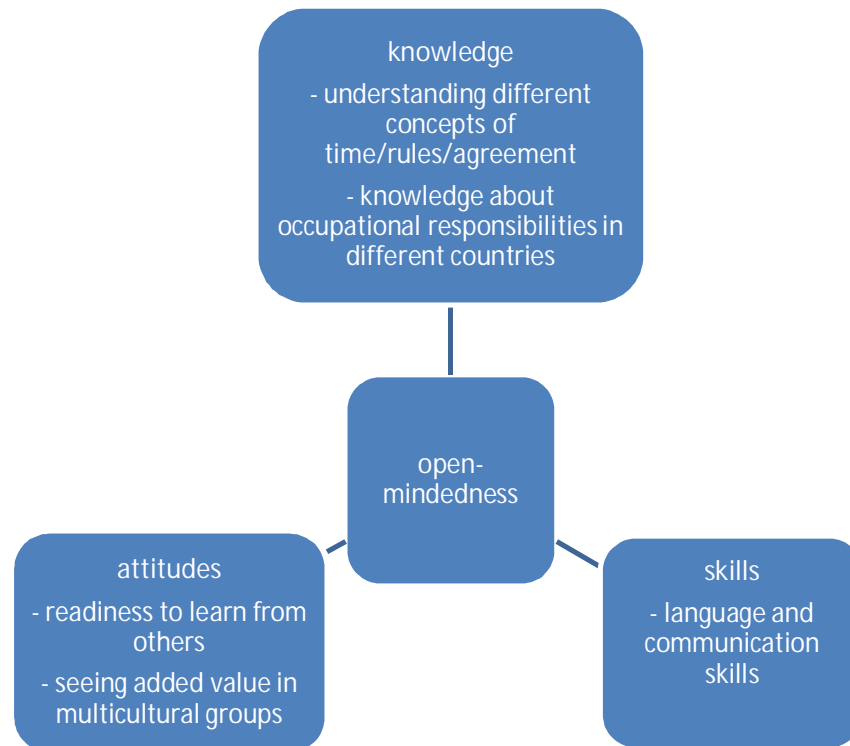 knowledge
- understanding different
concepts of
time/rules/agreement
- knowledge about
occupational responsibilities in
different countries
open-
mindedness
attitudes
- readiness to learn from
others
- seeing added value in
multicultural groups
skills
- language and
communication
skills